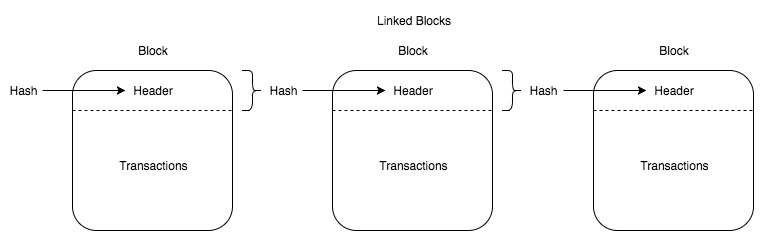 Linked Blocks
Block Block Block
Hash Header Hash Header Hash Header
Transactions Transactions Transactions